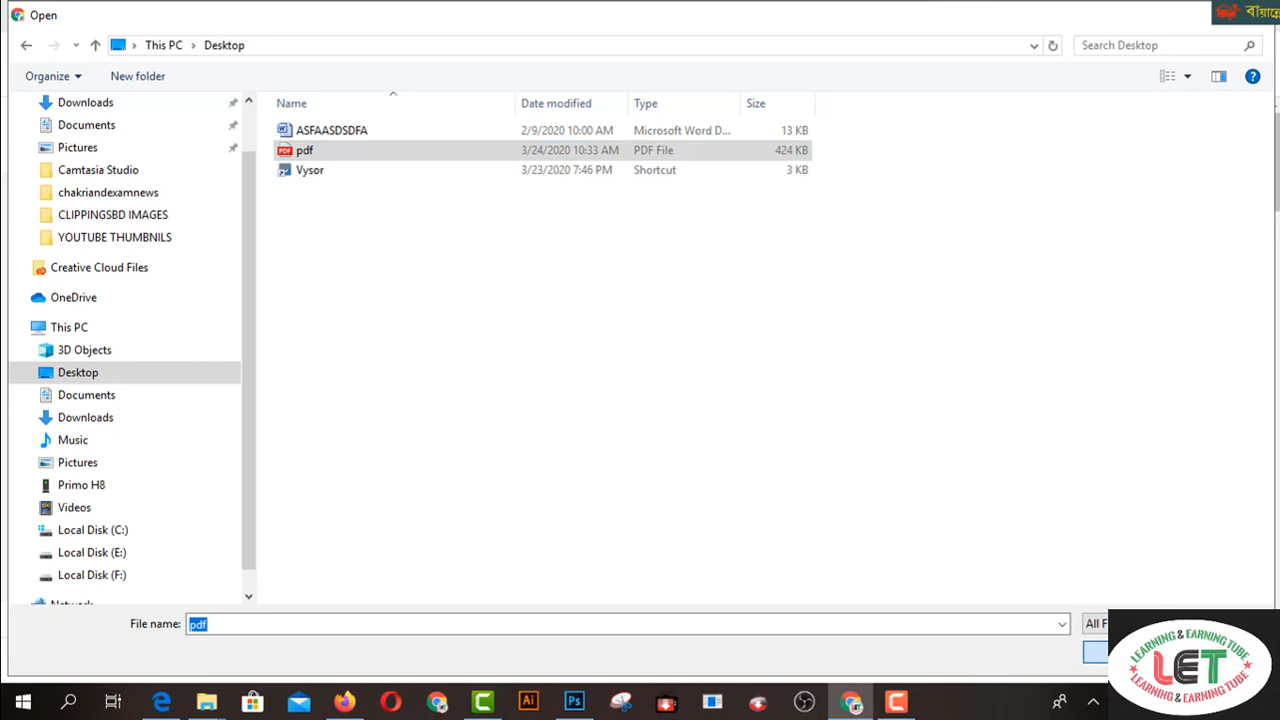 Open
This PC > Desktop
Search Desktop
Organize
New folder
Name
Date modified
Type
Size
ASFAASDSDFA 2/9/2020 10:00 AM Microsoft Word D... 13 KB
pdf 3/24/2020 10:33 AM PDF File 424 KB
Vysor 3/23/2020 7:46 PM Shortcut 3 KB
Downloads
Documents
Pictures
Camtasia Studio
chakriandexamnews
CLIPPINGSBD IMAGES
YOUTUBE THUMBNILS
Creative Cloud Files
OneDrive
This PC
3D Objects
Desktop
Documents
Downloads
Music
Pictures
Primo H8
Videos
Local Disk (C:)
Local Disk (E:)
Local Disk (F:)
Network
File name: pdf
All F
LEARNING & EARNING TUBE
LET
LEARNING & EARNING TUBE
Ai
Ps